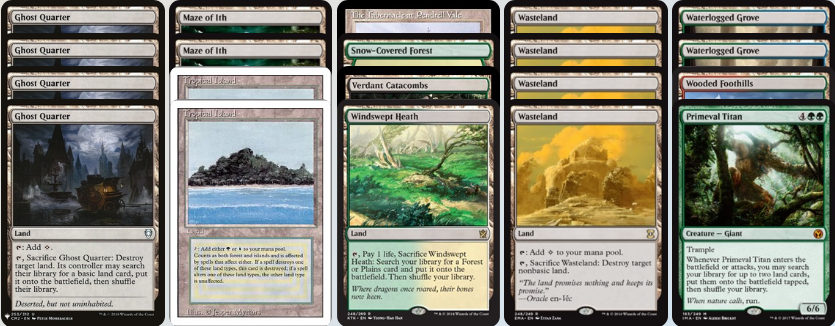 Ghost Quarter
Ghost Quarter
Ghost Quarter
Ghost Quarter
Land
: Add .
, Sacrifice Ghost Quarter: Destroy
target land. Its controller may search
their library for a basic land card, put
it onto the battlefield, then shuffle
their library.
Deserted, but not uninhabited.
Maze of Ith
Maze of Ith
Tropical Island
Tropical Island
Land
: Add either or to your mana pool.
Counts as both forest and islands and is affected
by spells that affect either. If a spell destroys one
of these land types, this card is destroyed; if a spell
alters one of these land types, the other land type
is unaffected.
Illus. © Jesper Myrfors
The Tabernacle at Pendrell Vale
Snow-Covered Forest
Verdant Catacombs
Windswept Heath
Land
, Pay 1 life, Sacrifice Windswept
Heath: Search your library for a Forest
or Plains card and put it onto the
battlefield. Then shuffle your library.
Where dragons once roared, their bones
now keen.
Wasteland
Wasteland
Wasteland
Wasteland
Land
: Add to your mana pool.
, Sacrifice Wasteland: Destroy target
nonbasic land.
"The land promises nothing and keeps its
promise."
—Oracle en-Vec
Waterlogged Grove
Waterlogged Grove
Wooded Foothills
Primeval Titan 4
Creature — Giant
Trample
Whenever Primeval Titan enters the
battlefield or attacks, you may search
your library for up to two land cards,
put them onto the battlefield tapped,
then shuffle your library.
When nature calls, run.
6/6